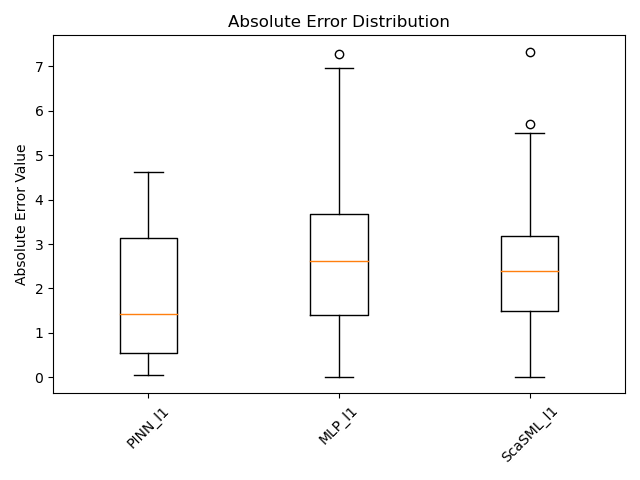 Absolute Error Distribution
Absolute Error Value
7
6
5
4
3
2
1
0
PINN_l1
MLP_l1
ScaSML_l1